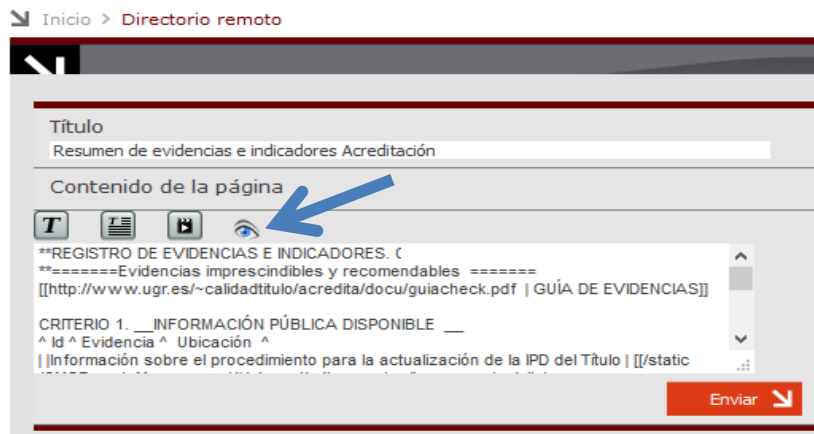 Inicio > Directorio remoto
Título
Resumen de evidencias e indicadores Acreditación
Contenido de la página
T T
**REGISTRO DE EVIDENCIAS E INDICADORES. C
**=======Evidencias imprescindibles y recomendables =======
[[http://www.ugr.es/~calidadtitulo/acredita/docu/guiacheck.pdf | GUÍA DE EVIDENCIAS]]
CRITERIO 1. __INFORMACIÓN PÚBLICA DISPONIBLE __
^ Id ^ Evidencia ^ Ubicación ^
| |Información sobre el procedimiento para la actualización de la IPD del Título | [[/static
Enviar